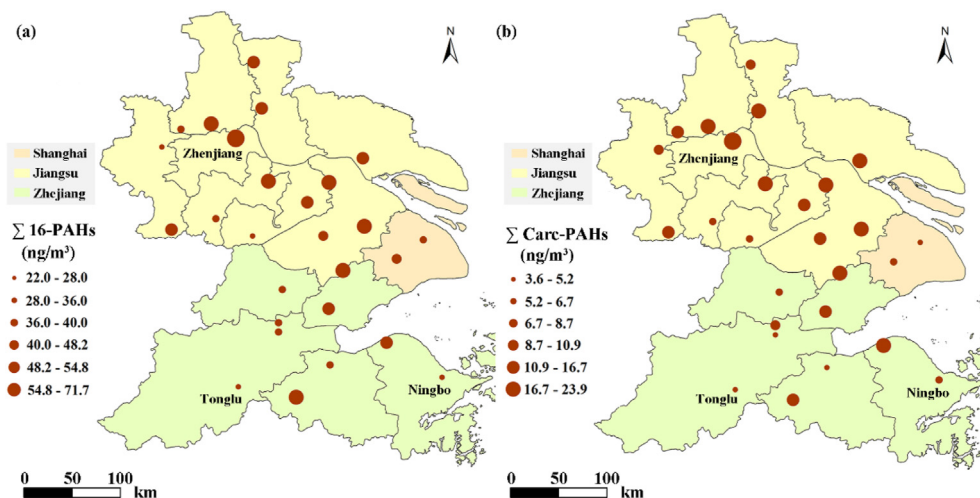 (a)
N
Zhenjiang
Shanghai
Jiangsu
Zhejiang
∑ 16-PAHs
(ng/m³)
22.0 - 28.0
28.0 - 36.0
36.0 - 40.0
40.0 - 48.2
48.2 - 54.8
54.8 - 71.7
Tonglu
Ningbo
0 50 100
km
(b)
N
Zhenjiang
Shanghai
Jiangsu
Zhejiang
∑ Carc-PAHs
(ng/m³)
3.6 - 5.2
5.2 - 6.7
6.7 - 8.7
8.7 - 10.9
10.9 - 16.7
16.7 - 23.9
Tonglu
Ningbo
0 50 100
km